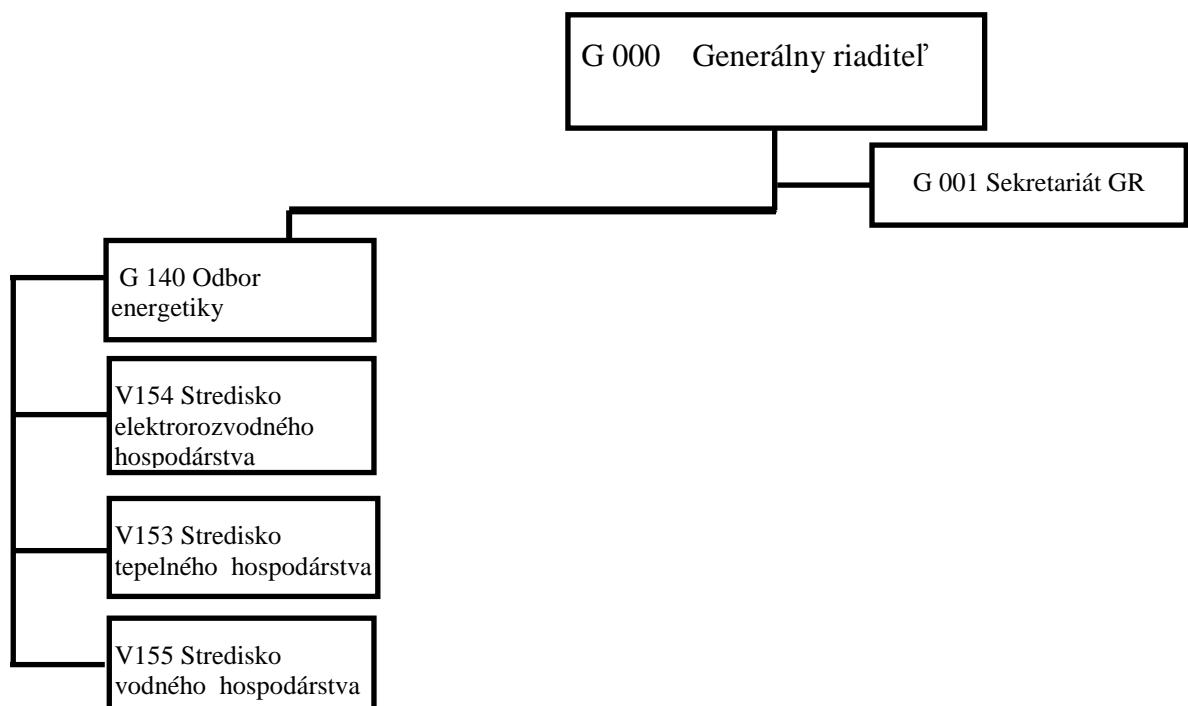 G 000 Generálny riaditeľ
G 001 Sekretariát GR
G 140 Odbor
energetiky
V154 Stredisko
elektrorozvodného
hospodárstva
V153 Stredisko
tepelného hospodárstva
V155 Stredisko
vodného hospodárstva